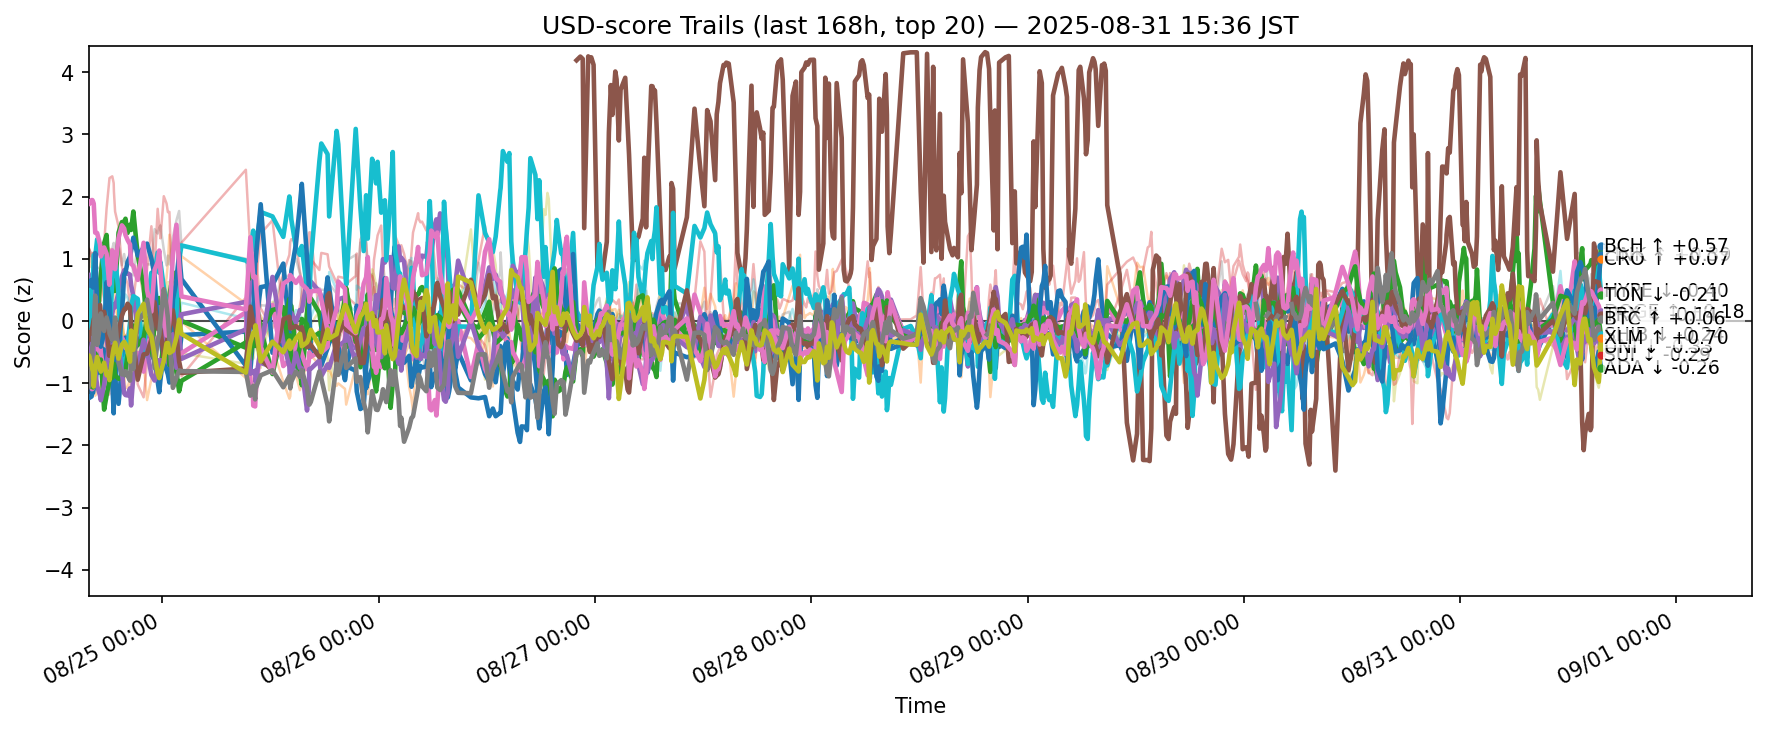 USD-score Trails (last 168h, top 20) — 2025-08-31 15:36 JST
Score (z)
4
3
2
1
0
−1
−2
−3
−4
BCH ↑ +0.57
CRO ↑ +0.07
TON ↓ -0.21
BTC ↑ +0.06
XLM ↑ +0.70
SUI ↓ -0.29
ADA ↓ -0.26
08/25 00:00
08/26 00:00
08/27 00:00
08/28 00:00
08/29 00:00
08/30 00:00
08/31 00:00
09/01 00:00
Time